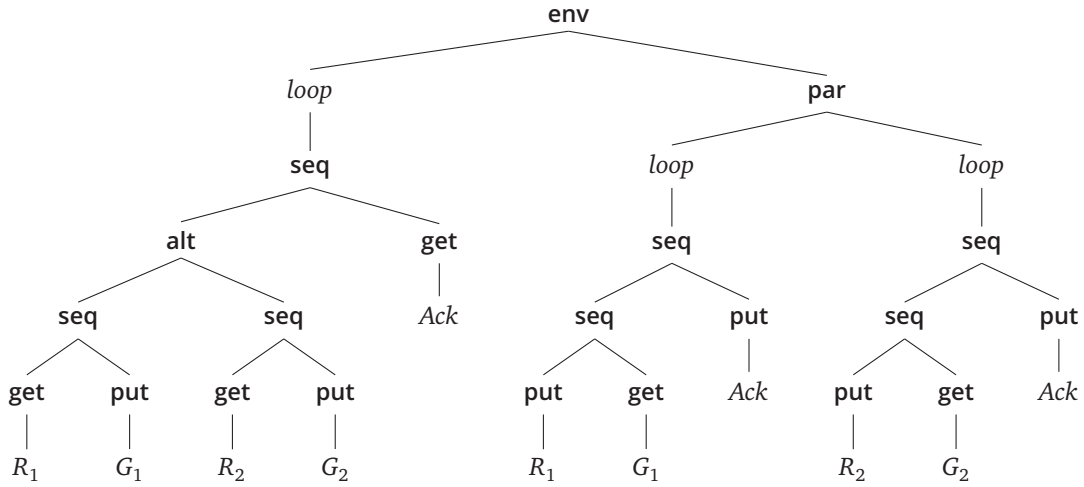 env
loop par
seq loop loop
alt get seq seq
seq seq Ack seq put seq put
get put get put put get Ack put get Ack
R₁ G₁ R₂ G₂ R₁ G₁ R₂ G₂